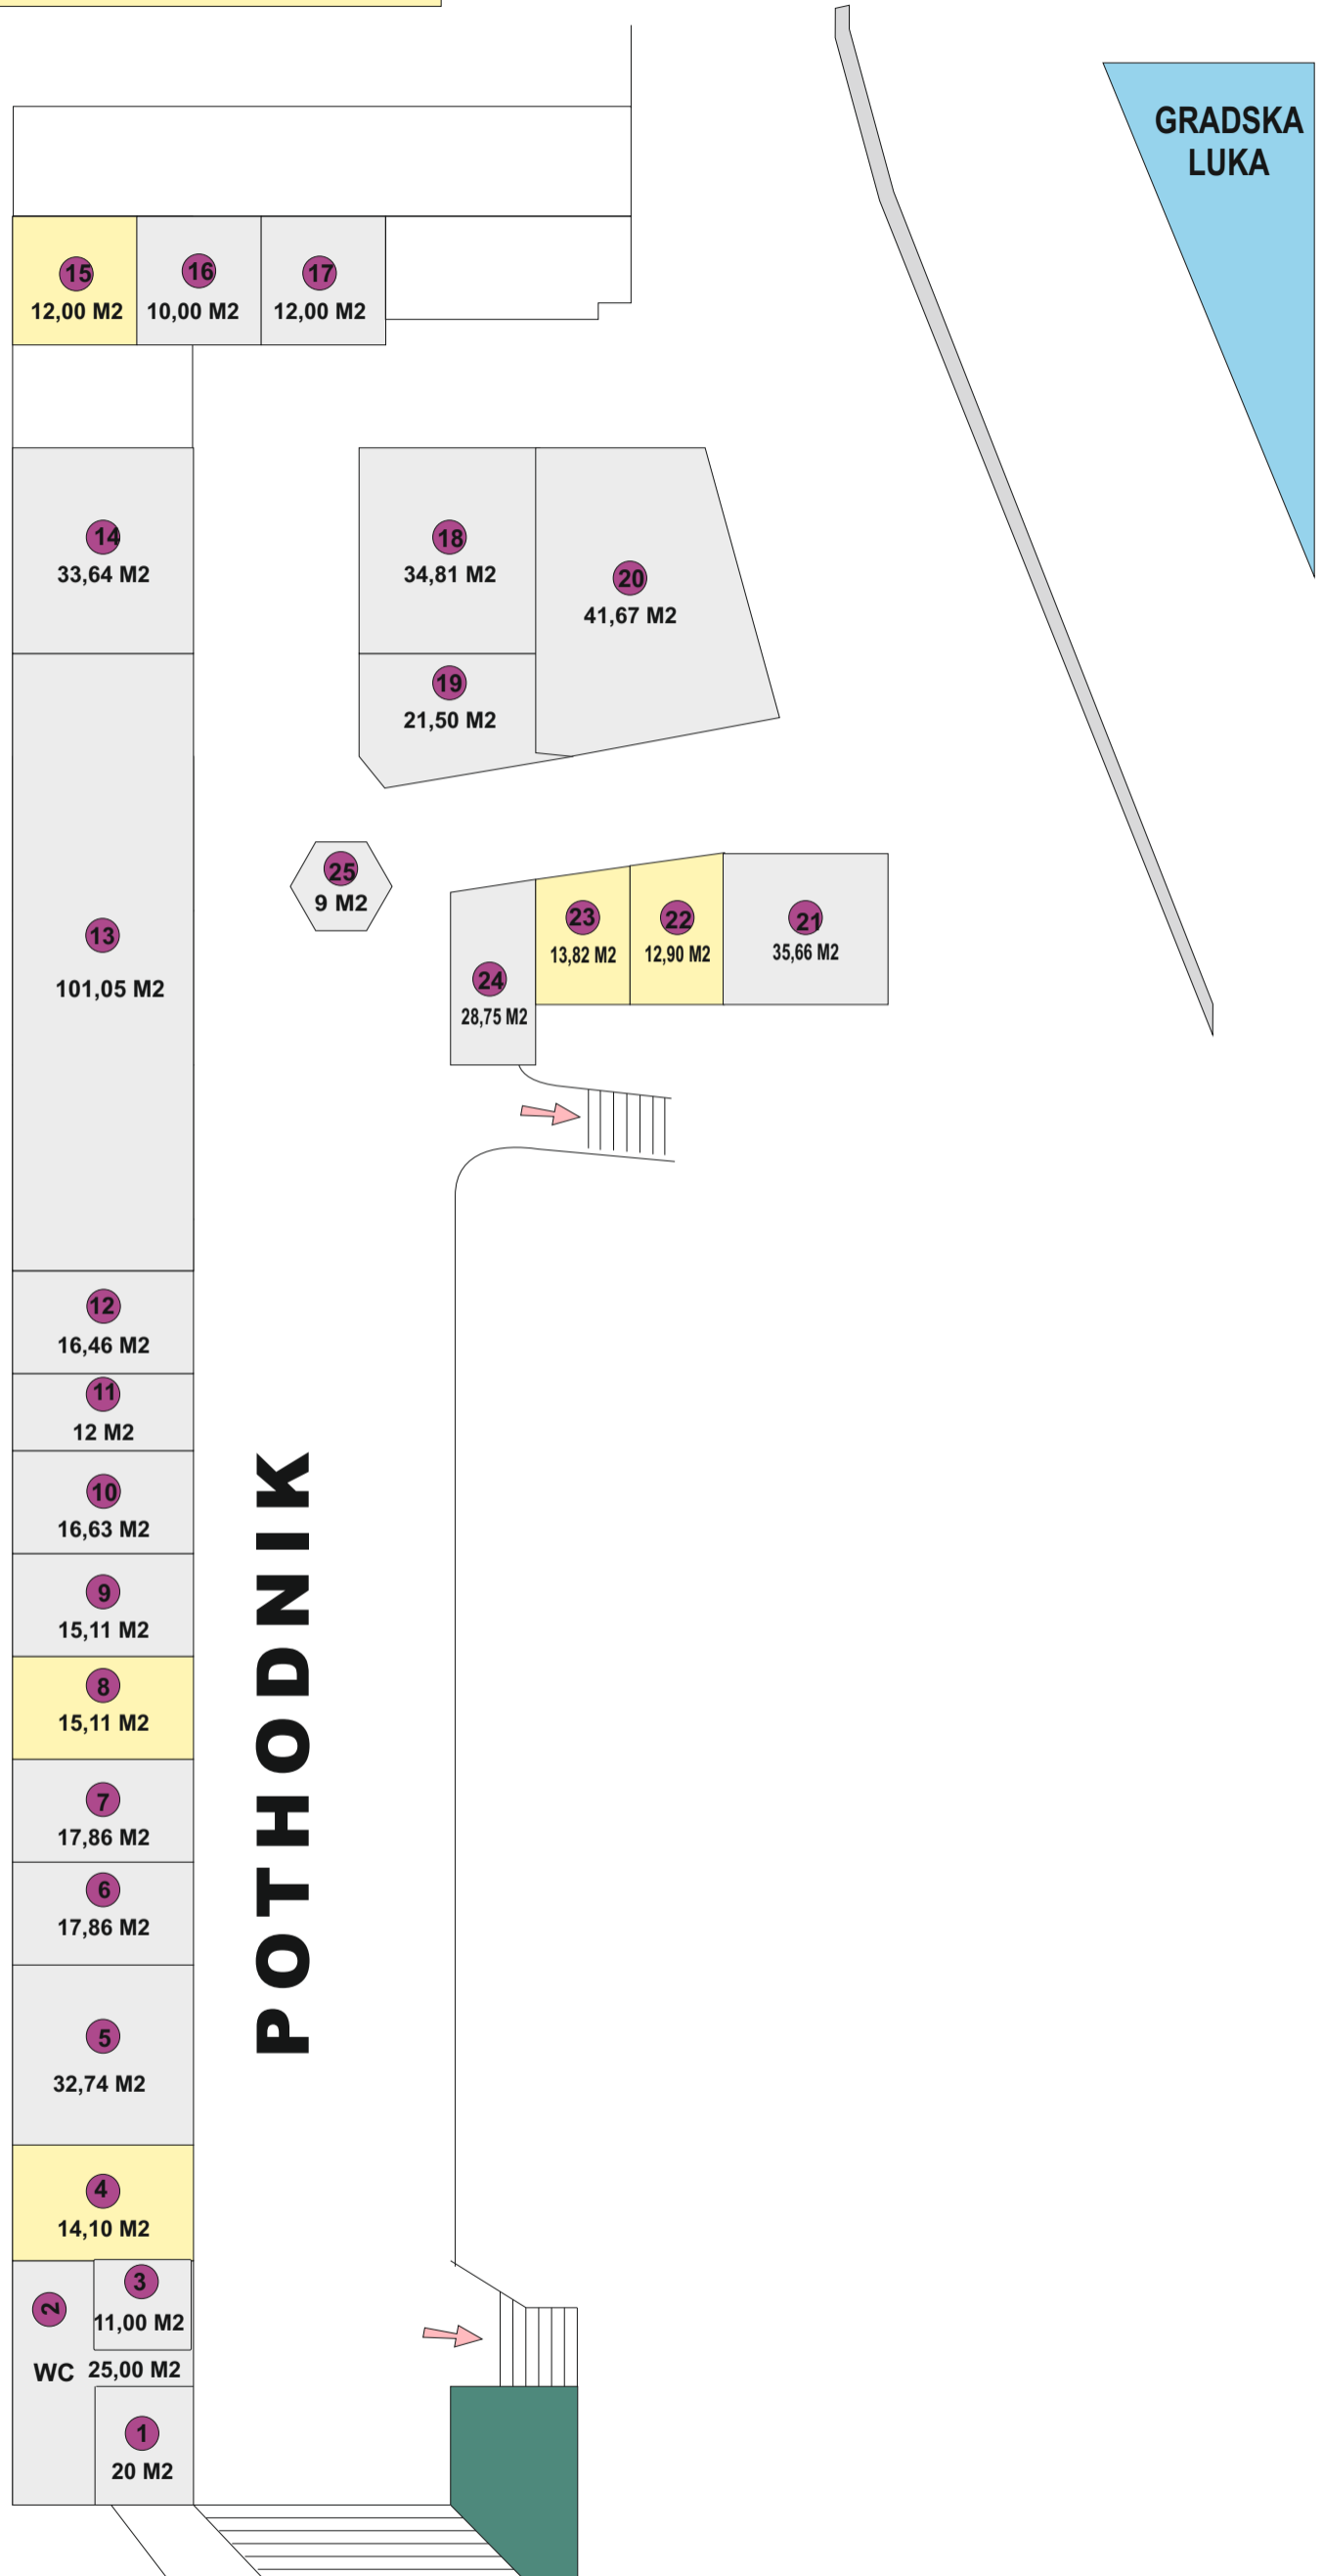 GRADSKA
LUKA
15
12,00 M2
16
10,00 M2
17
12,00 M2
14
33,64 M2
18
34,81 M2
20
41,67 M2
19
21,50 M2
25
9 M2
13
101,05 M2
24
28,75 M2
23
13,82 M2
22
12,90 M2
21
35,66 M2
12
16,46 M2
11
12 M2
10
16,63 M2
9
15,11 M2
8
15,11 M2
7
17,86 M2
6
17,86 M2
5
32,74 M2
4
14,10 M2
POTHODNIK
3
11,00 M2
2
WC 25,00 M2
1
20 M2